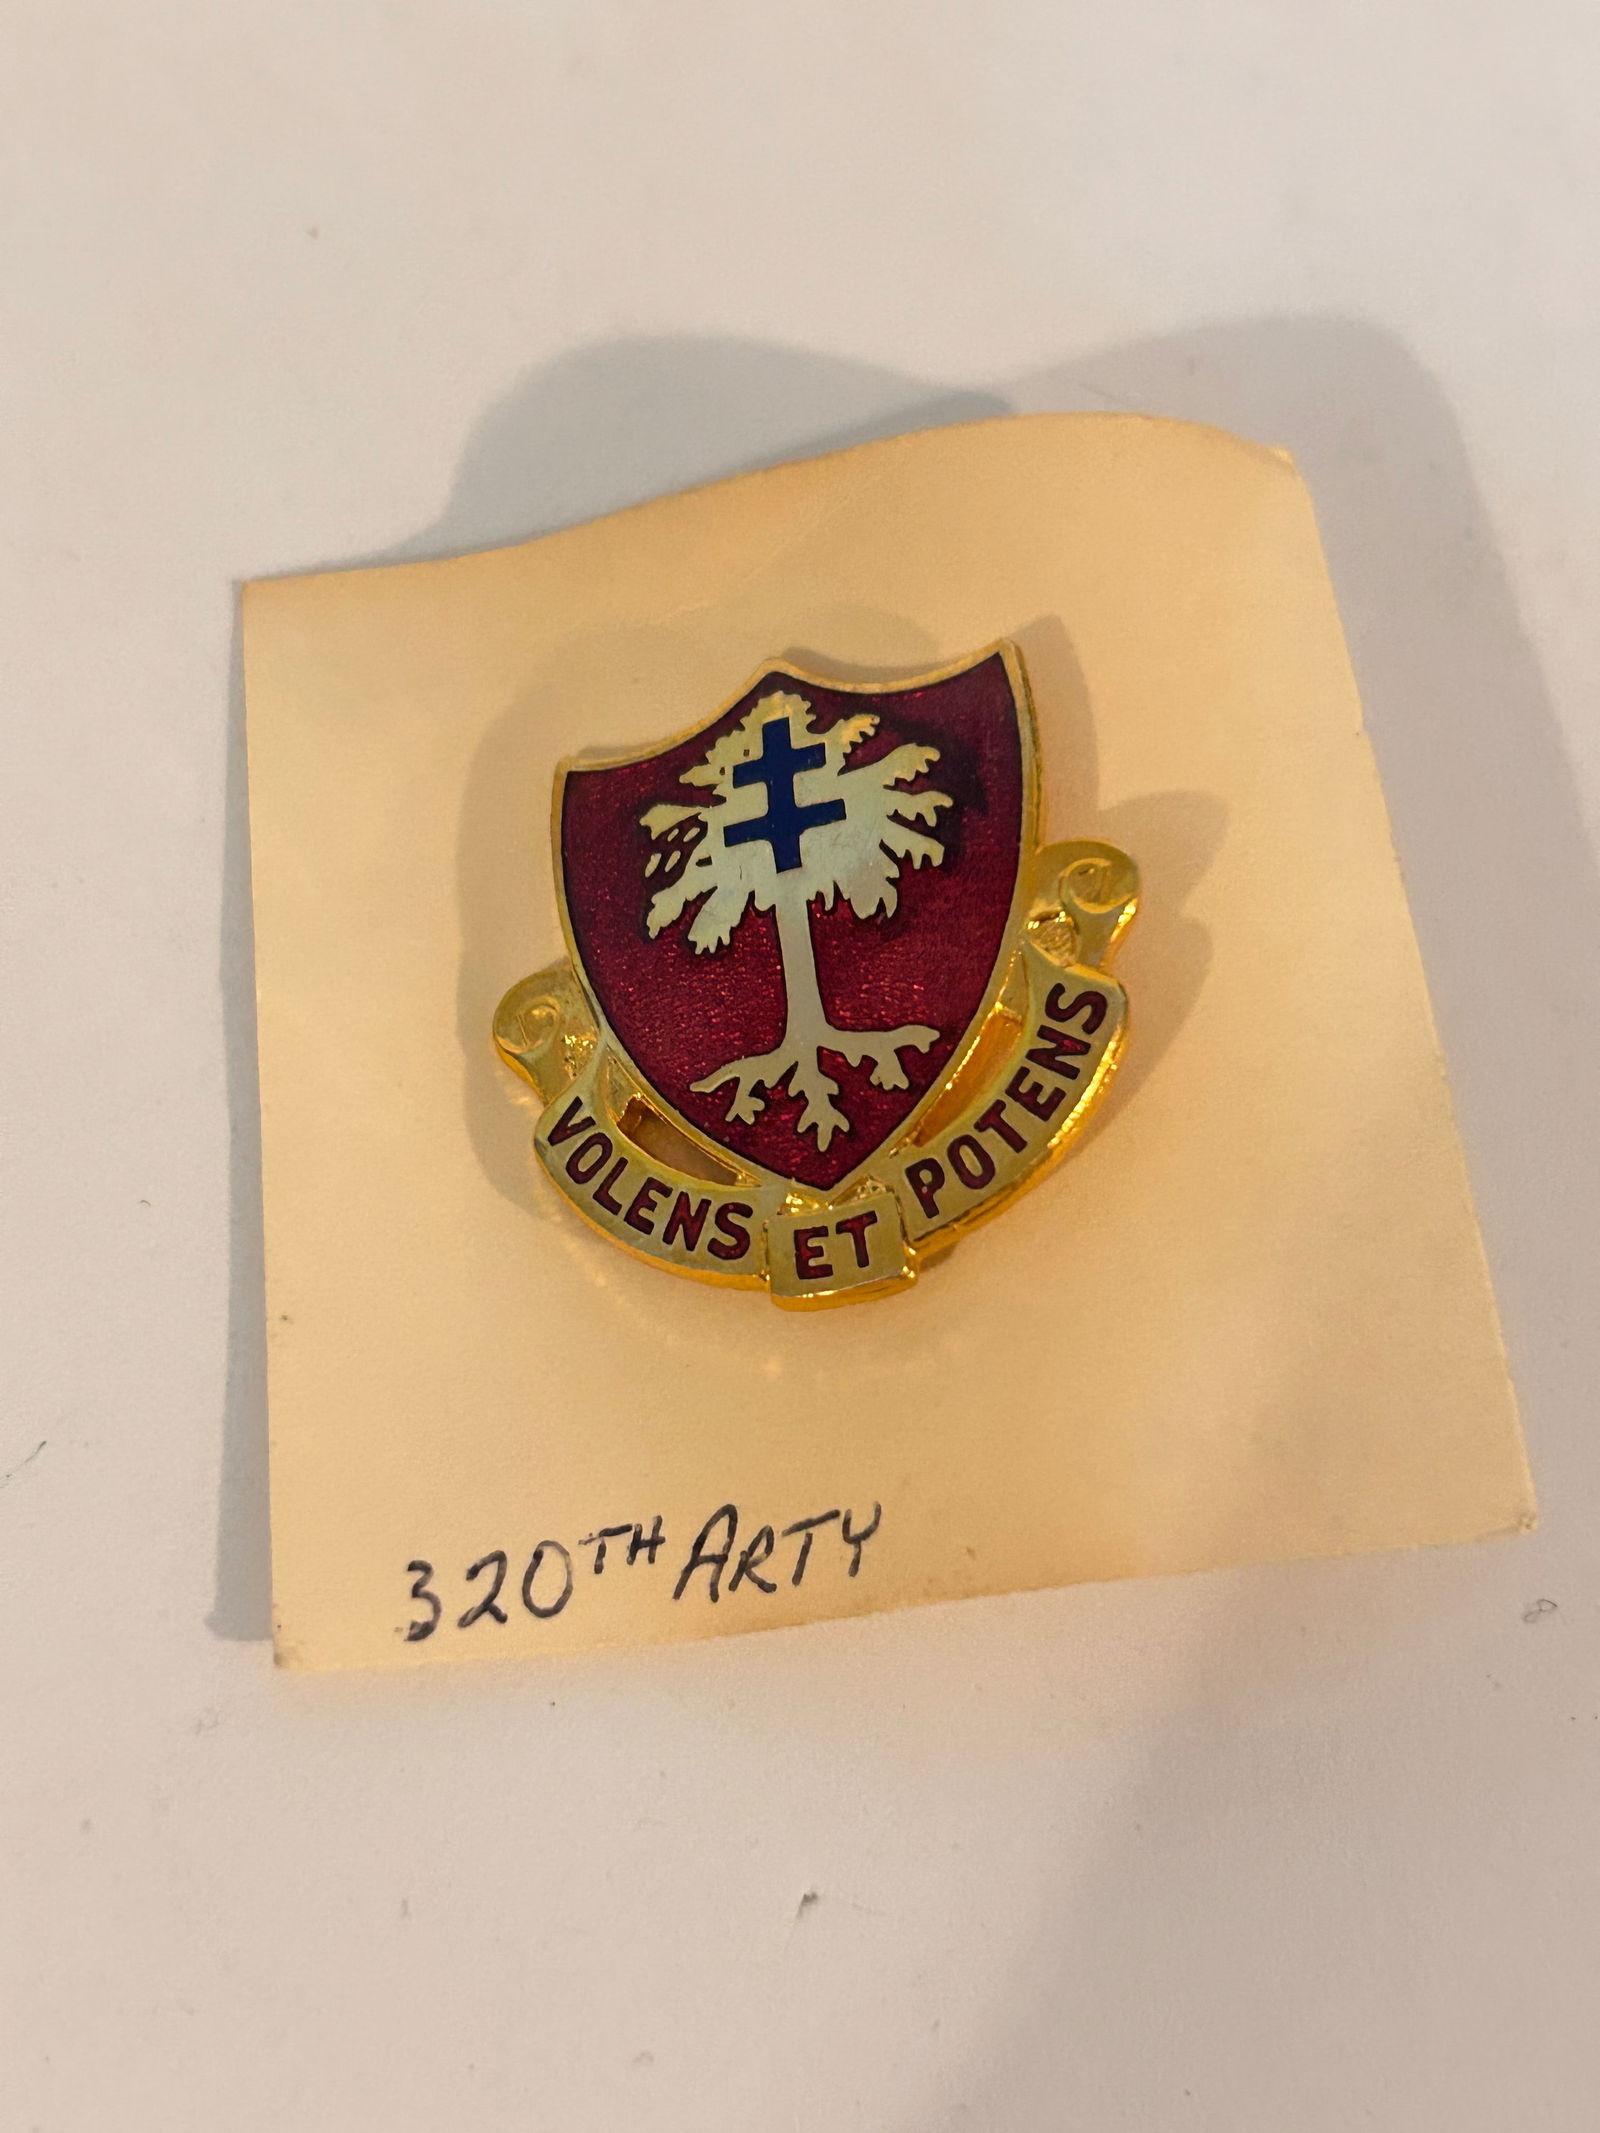 VOLENS ET POTENS
320TH ARTY